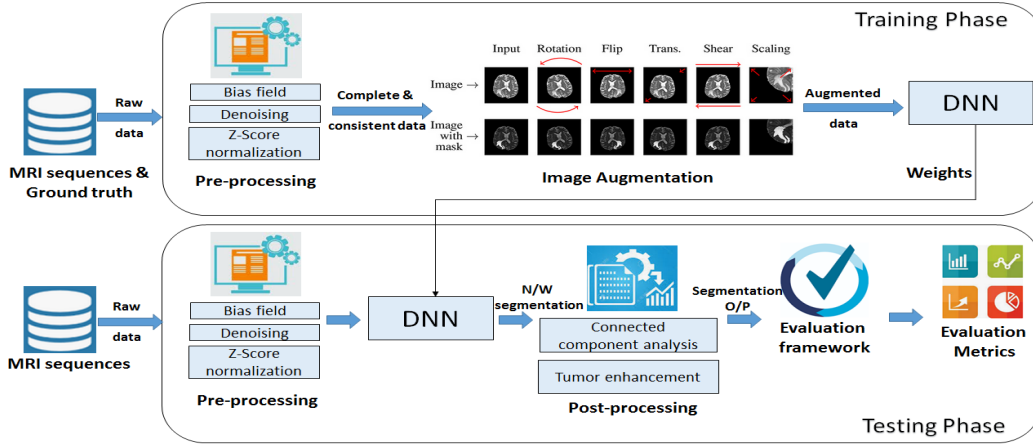 Training Phase
Input Rotation Flip Trans. Shear Scaling
Image →
Image
with →
mask
Raw
data
MRI sequences &
Ground truth
Bias field
Denoising
Z-Score
normalization
Pre-processing
Complete &
consistent data
Image Augmentation
Augmented
data
DNN
Weights
Raw
data
MRI sequences
Bias field
Denoising
Z-Score
normalization
Pre-processing
DNN
N/W
segmentation
Connected
component analysis
Tumor enhancement
Post-processing
Segmentation
O/P
Evaluation
framework
Evaluation
Metrics
Testing Phase